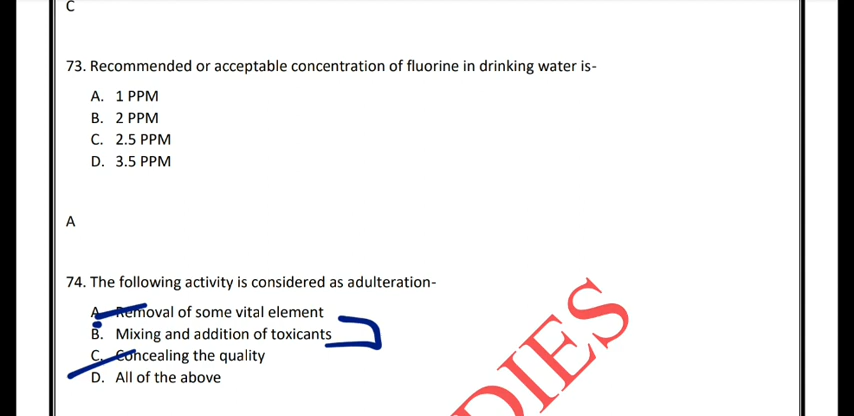 C
73. Recommended or acceptable concentration of fluorine in drinking water is-
A. 1 PPM
B. 2 PPM
C. 2.5 PPM
D. 3.5 PPM
A
74. The following activity is considered as adulteration-
A. Removal of some vital element
B. Mixing and addition of toxicants
C. Concealing the quality
D. All of the above
DIES